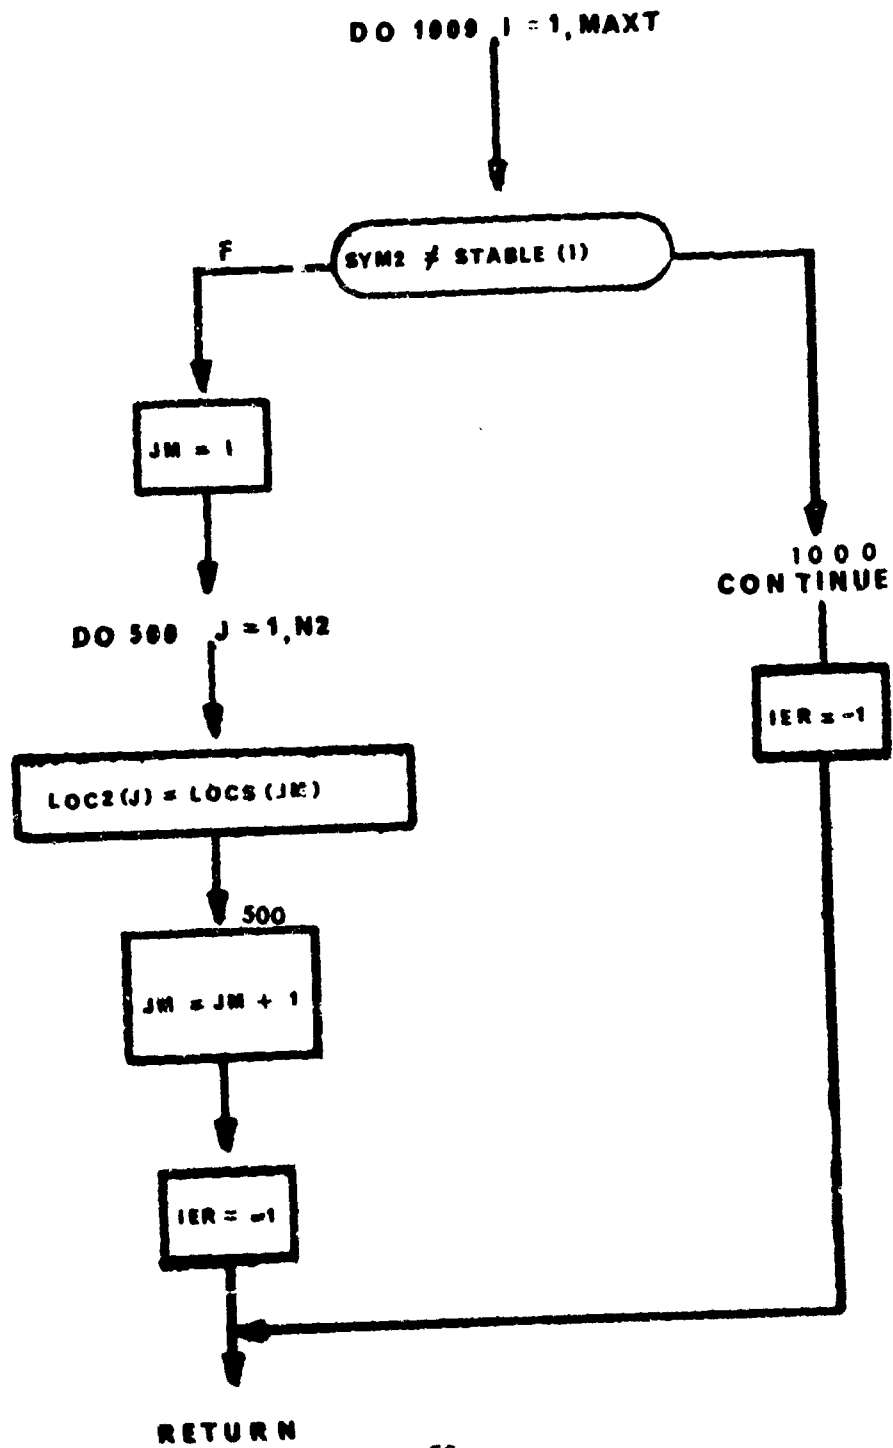 DO 1000 I = 1, MAXT
F
SYM2 ≠ STABLE (I)
JM = I
1000
CONTINUE
DO 500 J = 1, N2
IER = -1
LOC2(J) = LOCS(JM)
500
JM = JM + 1
IER = -1
RETURN